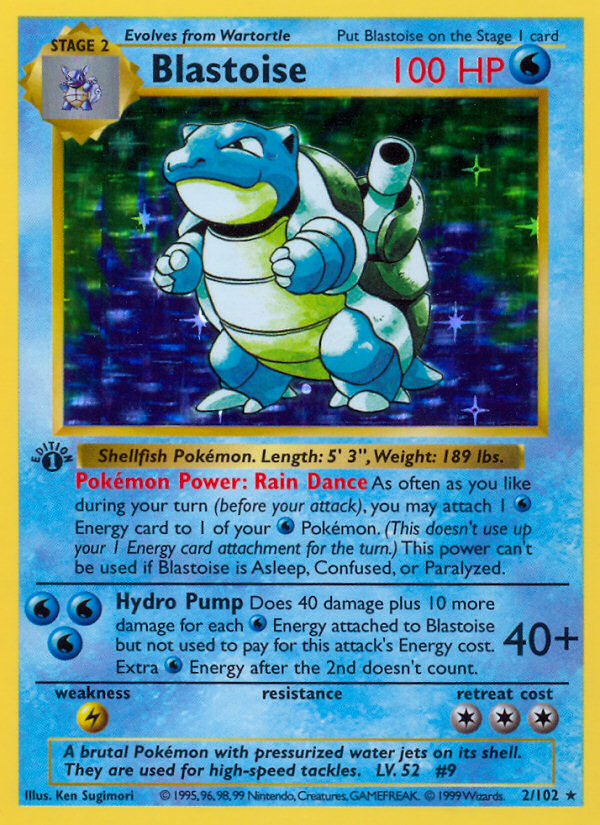 STAGE 2
Evolves from Wartortle
Put Blastoise on the Stage 1 card
Blastoise
100 HP
EDITION
1
Shellfish Pokémon. Length: 5' 3", Weight: 189 lbs.
Pokémon Power: Rain Dance As often as you like
during your turn (before your attack), you may attach 1
Energy card to 1 of your Pokémon. (This doesn't use up
your 1 Energy card attachment for the turn.) This power can't
be used if Blastoise is Asleep, Confused, or Paralyzed.
Hydro Pump Does 40 damage plus 10 more
damage for each Energy attached to Blastoise
but not used to pay for this attack's Energy cost.
Extra Energy after the 2nd doesn't count.
40+
weakness
resistance
retreat cost
A brutal Pokémon with pressurized water jets on its shell.
They are used for high-speed tackles. LV. 52 #9
Illus. Ken Sugimori
© 1995, 96, 98, 99 Nintendo, Creatures, GAMEFREAK. © 1999 Wizards.
2/102 ★